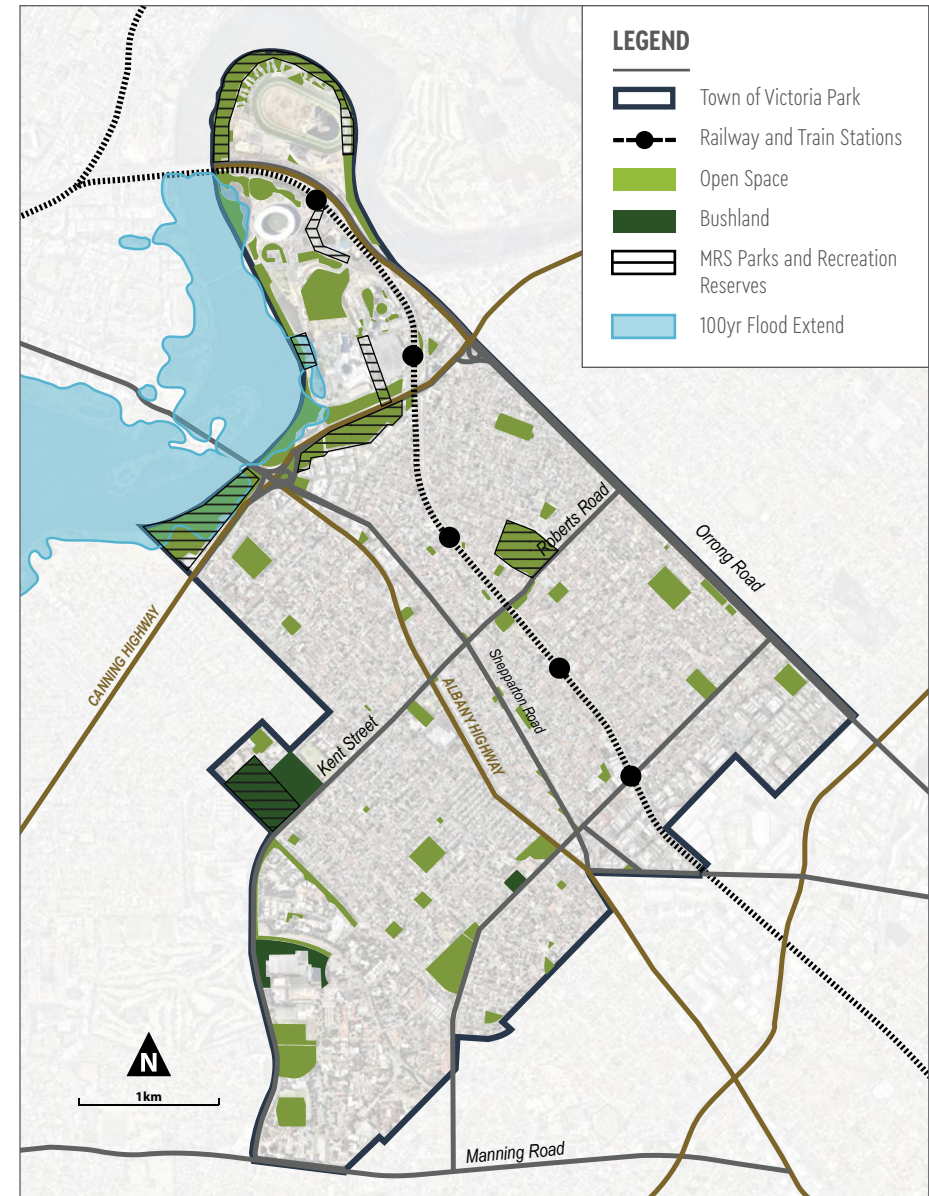 LEGEND
Town of Victoria Park
Railway and Train Stations
Open Space
Bushland
MRS Parks and Recreation
Reserves
100yr Flood Extend
Roberts Road
Orrong Road
CANNING HIGHWAY
Shepparton Road
ALBANY HIGHWAY
Kent Street
N
1km
Manning Road